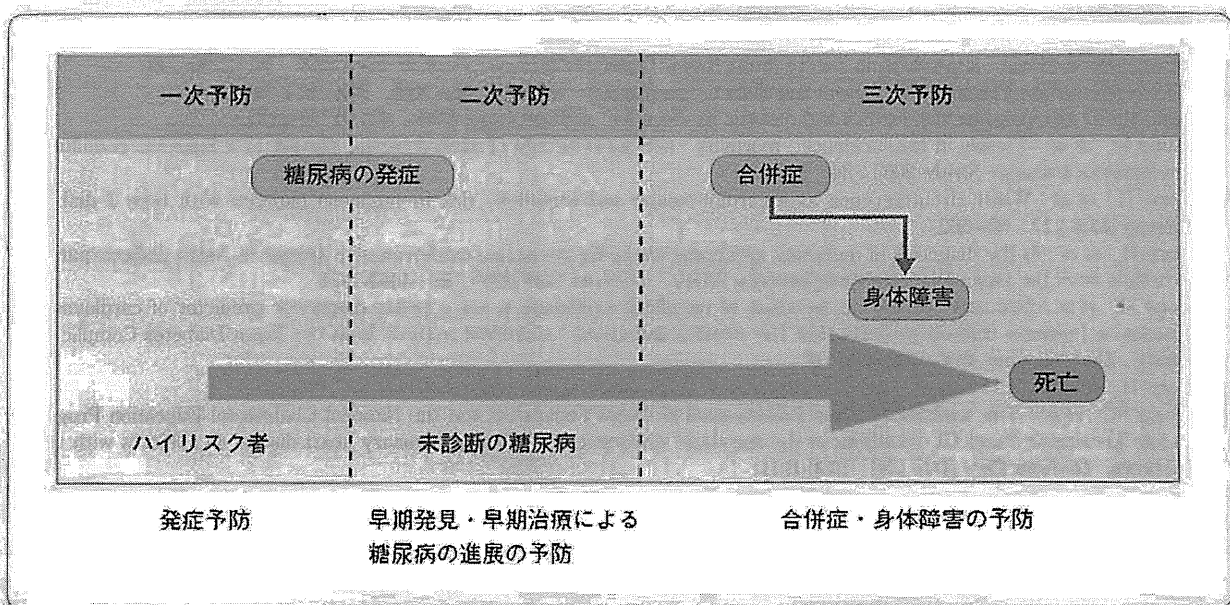 一次予防
二次予防
三次予防
糖尿病の発症
合併症
身体障害
死亡
ハイリスク者
未診断の糖尿病
発症予防
早期発見・早期治療による
糖尿病の進展の予防
合併症・身体障害の予防